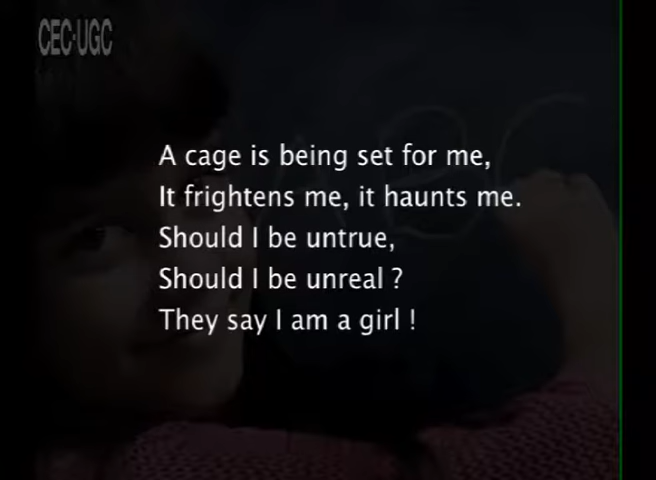 CEC-UGC
A cage is being set for me,
It frightens me, it haunts me.
Should I be untrue,
Should I be unreal ?
They say I am a girl !
A B C